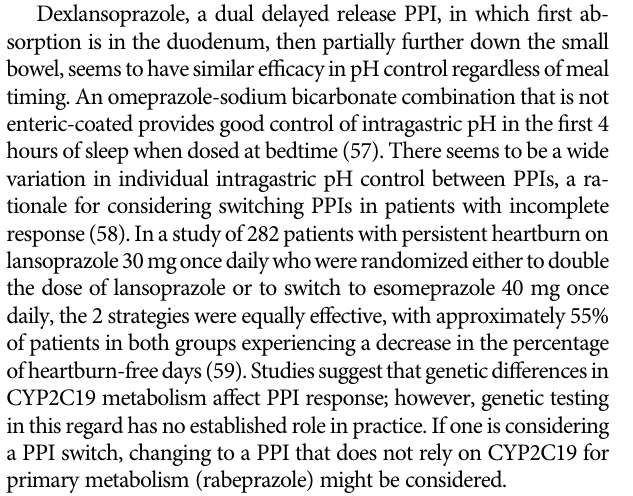 Dexlansoprazole, a dual delayed release PPI, in which first ab-
sorption is in the duodenum, then partially further down the small
bowel, seems to have similar efficacy in pH control regardless of meal
timing. An omeprazole-sodium bicarbonate combination that is not
enteric-coated provides good control of intragastric pH in the first 4
hours of sleep when dosed at bedtime (57). There seems to be a wide
variation in individual intragastric pH control between PPIs, a ra-
tionale for considering switching PPIs in patients with incomplete
response (58). In a study of 282 patients with persistent heartburn on
lansoprazole 30 mg once daily who were randomized either to double
the dose of lansoprazole or to switch to esomeprazole 40 mg once
daily, the 2 strategies were equally effective, with approximately 55%
of patients in both groups experiencing a decrease in the percentage
of heartburn-free days (59). Studies suggest that genetic differences in
CYP2C19 metabolism affect PPI response; however, genetic testing
in this regard has no established role in practice. If one is considering
a PPI switch, changing to a PPI that does not rely on CYP2C19 for
primary metabolism (rabeprazole) might be considered.